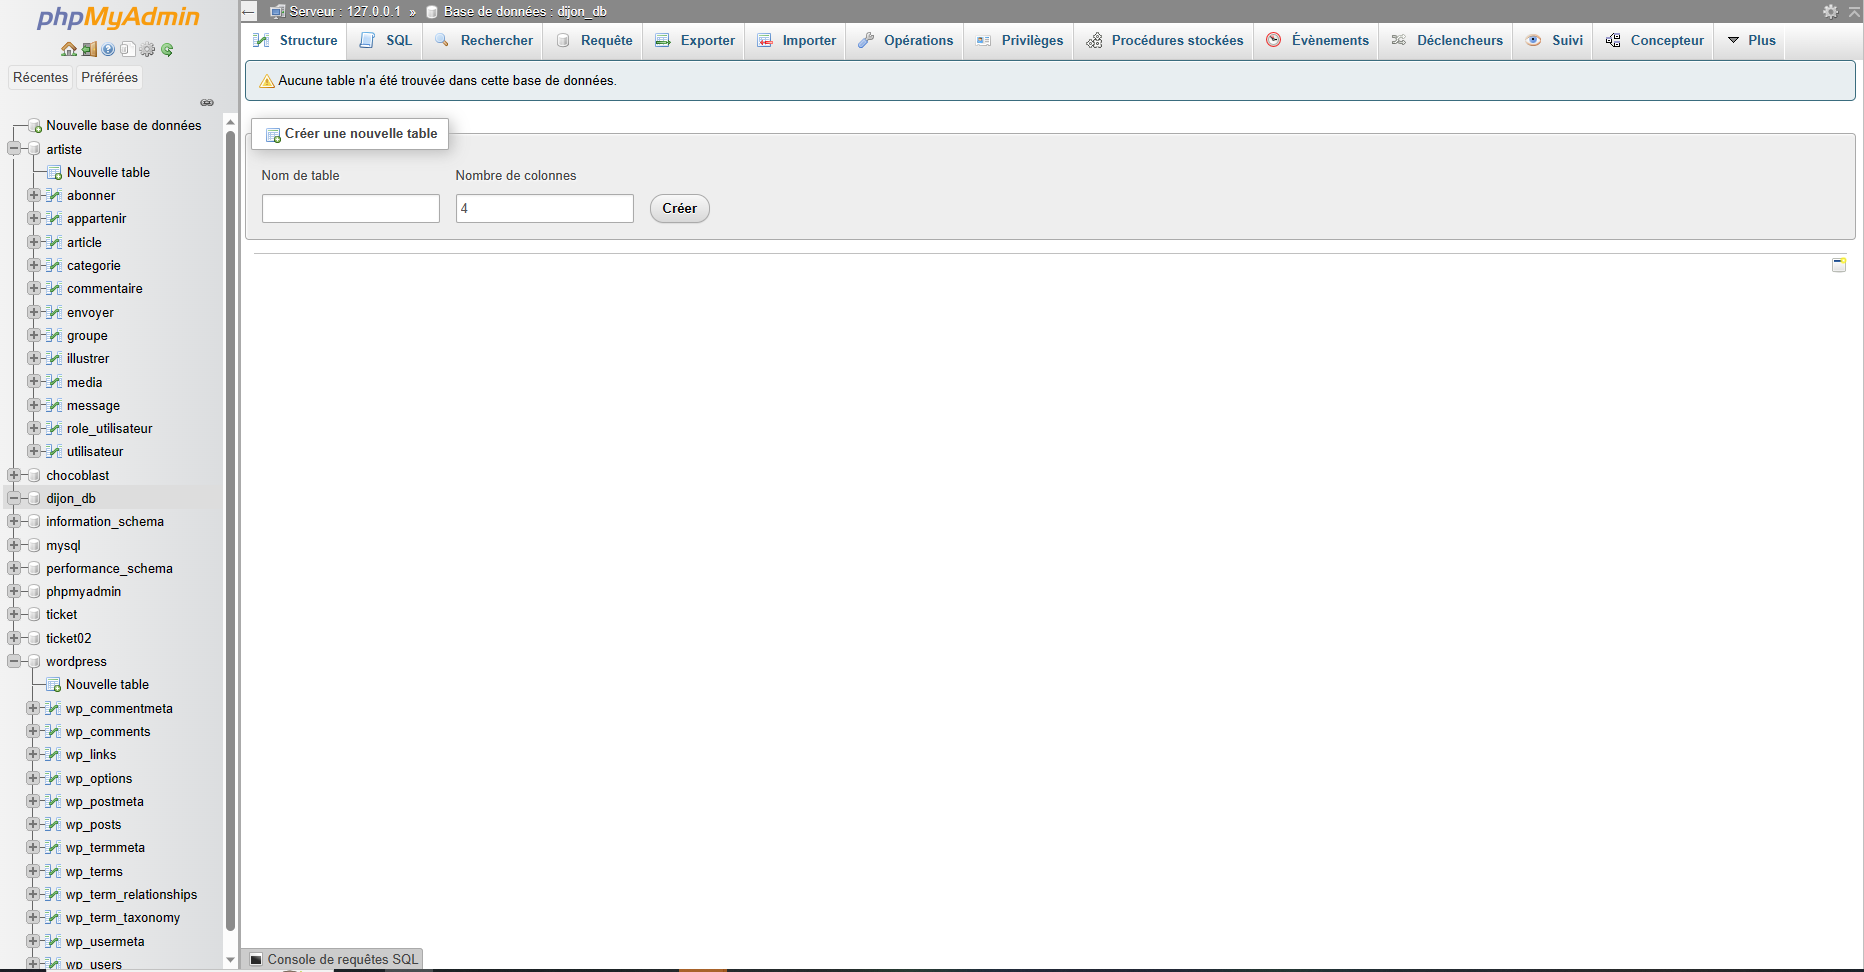 phpMyAdmin
Récentes
Préférées
Nouvelle base de données
artiste
Nouvelle table
abonner
appartenir
article
categorie
commentaire
envoyer
groupe
illustrer
media
message
role_utilisateur
utilisateur
chocoblast
dijon_db
information_schema
mysql
performance_schema
phpmyadmin
ticket
ticket02
wordpress
Nouvelle table
wp_commentmeta
wp_comments
wp_links
wp_options
wp_postmeta
wp_posts
wp_termmeta
wp_terms
wp_term_relationships
wp_term_taxonomy
wp_usermeta
wp_users
Serveur : 127.0.0.1 » Base de données : dijon_db
Structure SQL Rechercher Requête Exporter Importer Opérations Privilèges Procédures stockées Évènements Déclencheurs Suivi Concepteur Plus
Aucune table n'a été trouvée dans cette base de données.
Créer une nouvelle table
Nom de table Nombre de colonnes
4 Créer
Console de requêtes SQL